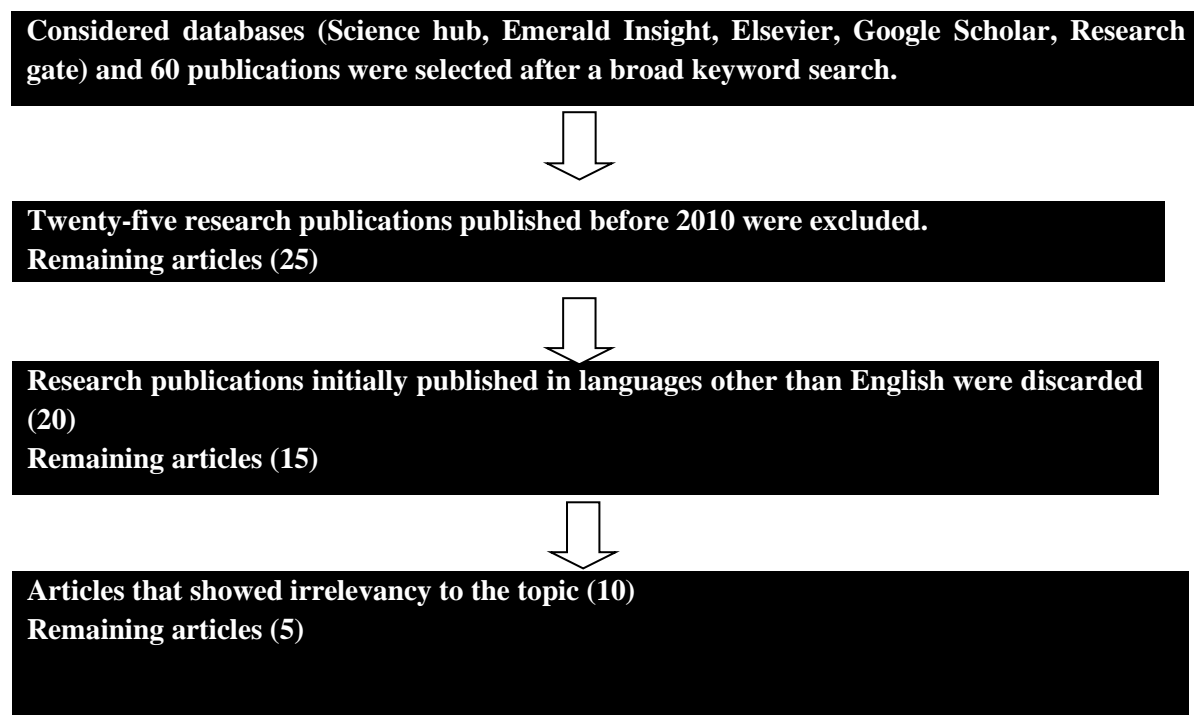 Considered databases (Science hub, Emerald Insight, Elsevier, Google Scholar, Research
gate) and 60 publications were selected after a broad keyword search.
Twenty-five research publications published before 2010 were excluded.
Remaining articles (25)
Research publications initially published in languages other than English were discarded
(20)
Remaining articles (15)
Articles that showed irrelevancy to the topic (10)
Remaining articles (5)